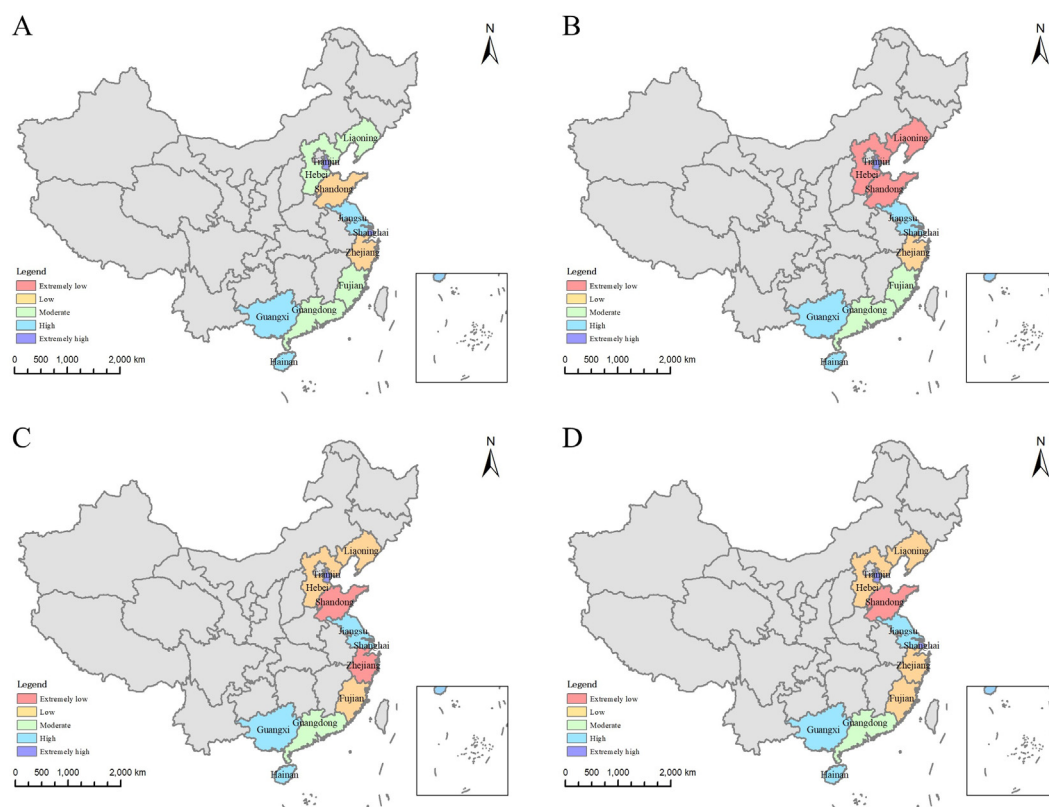 A
N
Liaoning
Tianjin
Hebei
Shandong
Jiangsu
Shanghai
Zhejiang
Fujian
Guangdong
Guangxi
Hainan
Legend
Extremely low
Low
Moderate
High
Extremely high
0 500 1,000 2,000 km
B
N
Liaoning
Tianjin
Hebei
Shandong
Jiangsu
Shanghai
Zhejiang
Fujian
Guangdong
Guangxi
Hainan
Legend
Extremely low
Low
Moderate
High
Extremely high
0 500 1,000 2,000 km
C
N
Liaoning
Tianjin
Hebei
Shandong
Jiangsu
Shanghai
Zhejiang
Fujian
Guangdong
Guangxi
Hainan
Legend
Extremely low
Low
Moderate
High
Extremely high
0 500 1,000 2,000 km
D
N
Liaoning
Tianjin
Hebei
Shandong
Jiangsu
Shanghai
Zhejiang
Fujian
Guangdong
Guangxi
Hainan
Legend
Extremely low
Low
Moderate
High
Extremely high
0 500 1,000 2,000 km